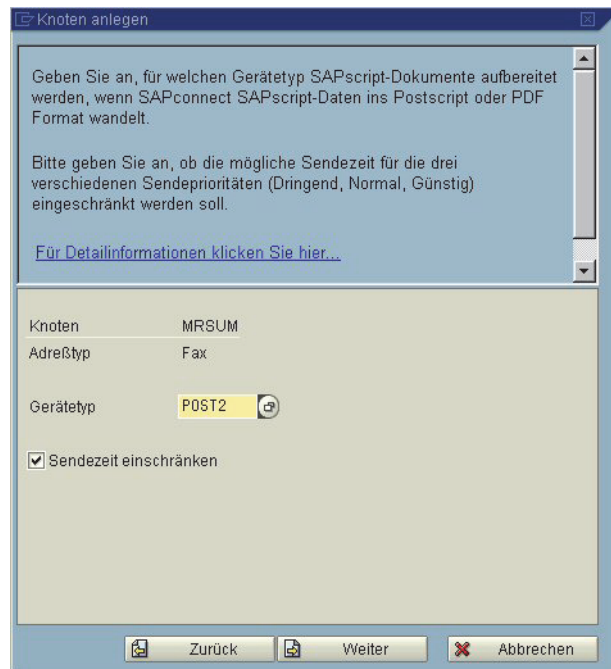 Knoten anlegen
Geben Sie an, für welchen Gerätetyp SAPscript-Dokumente aufbereitet
werden, wenn SAPconnect SAPscript-Daten ins Postscript oder PDF
Format wandelt.
Bitte geben Sie an, ob die mögliche Sendezeit für die drei
verschiedenen Sendeprioritäten (Dringend, Normal, Günstig)
eingeschränkt werden soll.
Für Detailinformationen klicken Sie hier...
Knoten MRSUM
Adreßtyp Fax
Gerätetyp POST2
Sendezeit einschränken
Zurück Weiter Abbrechen